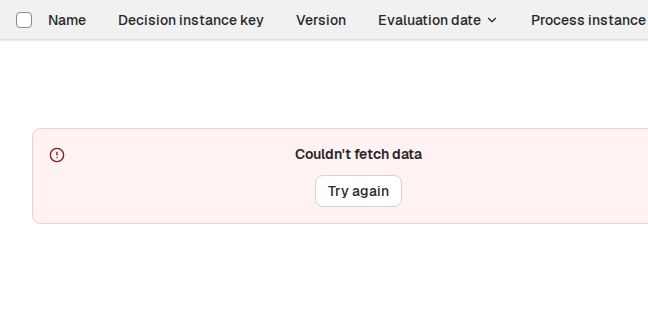 Name Decision instance key Version Evaluation date Process instance
Couldn't fetch data
Try again